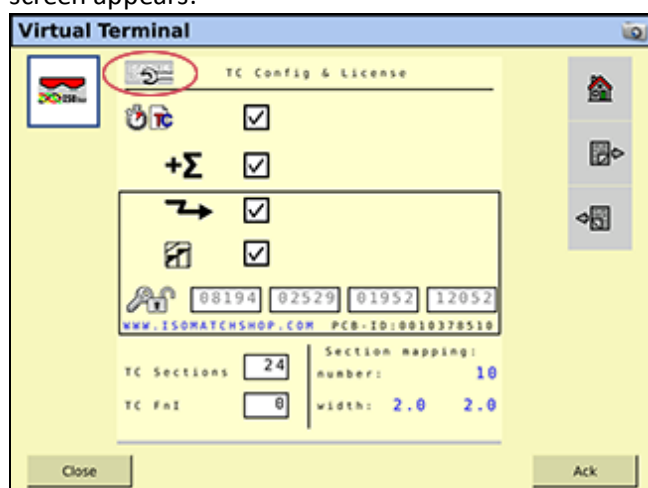 screen appears:
Virtual Terminal
TC Config & License
TC
+Σ
08194 02529 01952 12052
WWW.ISOMATCHSHOP.COM PCB-ID:0010378510
TC Sections 24
Section mapping:
number: 10
TC FnI 0
width: 2.0 2.0
Close
Ack